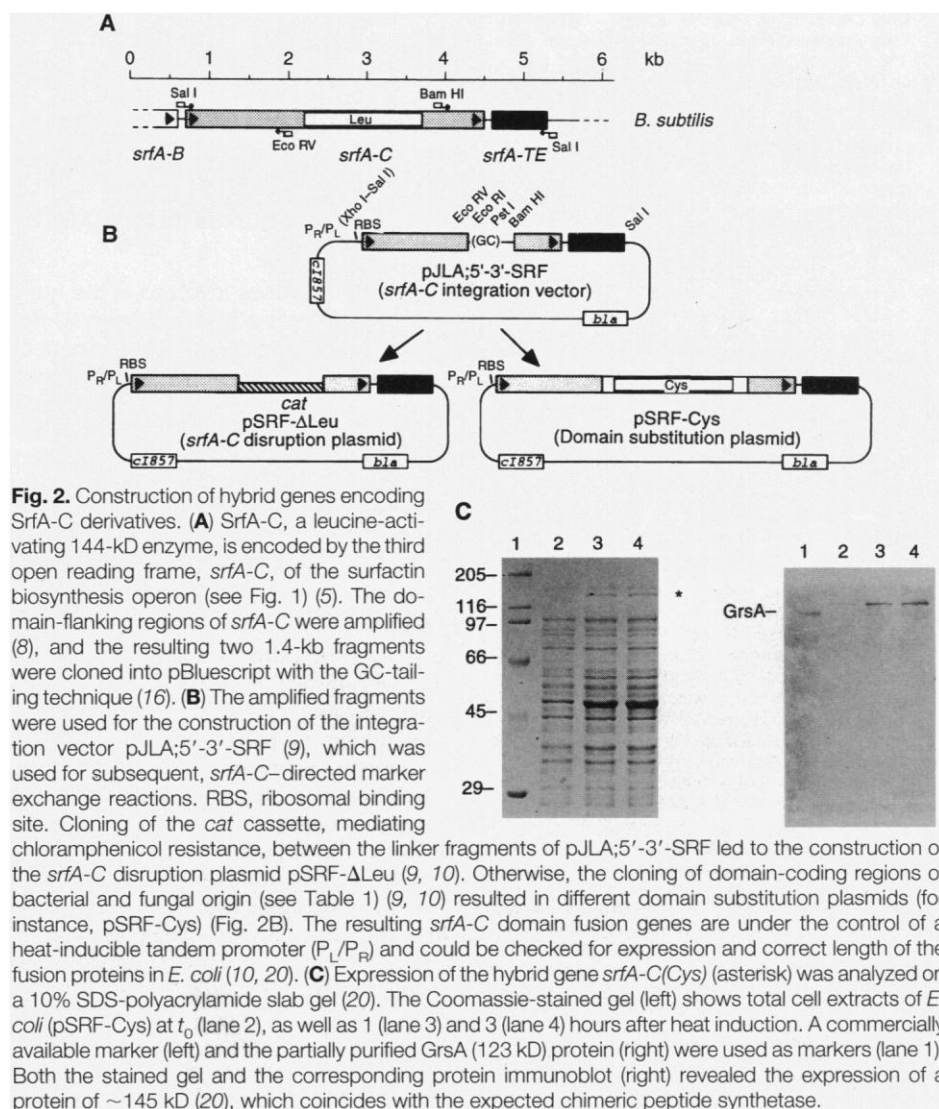 A
0 1 2 3 4 5 6 kb
Sal I
Bam HI
Leu
B. subtilis
Eco RV
Sal I
srfA-B
srfA-C
srfA-TE
B
(Xho I–Sal I)
Eco RV
Eco RI
Pst I
Bam HI
Sal I
PR/PL
RBS
(GC)
cI857
pJLA;5'-3'-SRF
(srfA-C integration vector)
bla
PR/PL
RBS
cat
pSRF-ΔLeu
(srfA-C disruption plasmid)
cI857
bla
PR/PL
RBS
Cys
pSRF-Cys
(Domain substitution plasmid)
cI857
bla
Fig. 2. Construction of hybrid genes encoding
SrfA-C derivatives. (A) SrfA-C, a leucine-acti-
vating 144-kD enzyme, is encoded by the third
open reading frame, srfA-C, of the surfactin
biosynthesis operon (see Fig. 1) (5). The do-
main-flanking regions of srfA-C were amplified
(8), and the resulting two 1.4-kb fragments
were cloned into pBluescript with the GC-tail-
ing technique (16). (B) The amplified fragments
were used for the construction of the integra-
tion vector pJLA;5'-3'-SRF (9), which was
used for subsequent, srfA-C–directed marker
exchange reactions. RBS, ribosomal binding
site. Cloning of the cat cassette, mediating
chloramphenicol resistance, between the linker fragments of pJLA;5'-3'-SRF led to the construction o
the srfA-C disruption plasmid pSRF-ΔLeu (9, 10). Otherwise, the cloning of domain-coding regions o
bacterial and fungal origin (see Table 1) (9, 10) resulted in different domain substitution plasmids (fo
instance, pSRF-Cys) (Fig. 2B). The resulting srfA-C domain fusion genes are under the control of a
heat-inducible tandem promoter (PL/PR) and could be checked for expression and correct length of the
fusion proteins in E. coli (10, 20). (C) Expression of the hybrid gene srfA-C(Cys) (asterisk) was analyzed on
a 10% SDS-polyacrylamide slab gel (20). The Coomassie-stained gel (left) shows total cell extracts of E.
coli (pSRF-Cys) at t0 (lane 2), as well as 1 (lane 3) and 3 (lane 4) hours after heat induction. A commercially
available marker (left) and the partially purified GrsA (123 kD) protein (right) were used as markers (lane 1)
Both the stained gel and the corresponding protein immunoblot (right) revealed the expression of a
protein of ~145 kD (20), which coincides with the expected chimeric peptide synthetase.
C
1 2 3 4
205–
116–
97–
66–
45–
29–
*
1 2 3 4
GrsA–